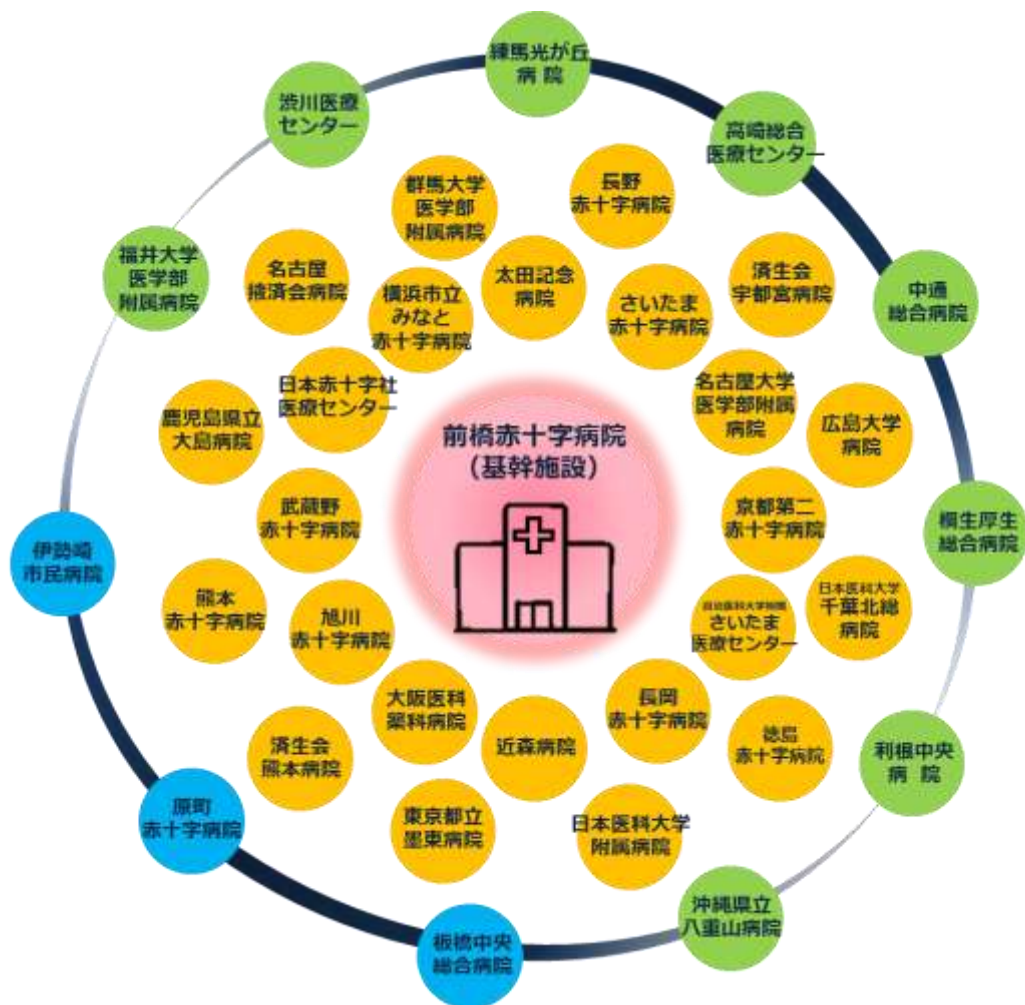 練馬光が丘
病 院
渋川医療
センター
高崎総合
医療センター
群馬大学
医学部
附属病院
長野
赤十字病院
福井大学
医学部
附属病院
名古屋
掖済会病院
横浜市立
みなと
赤十字病院
太田記念
病院
さいたま
赤十字病院
済生会
宇都宮病院
中通
総合病院
日本赤十字社
医療センター
名古屋大学
医学部附属
病院
鹿児島県立
大島病院
広島大学
病院
前橋赤十字病院
(基幹施設)
武蔵野
赤十字病院
京都第二
赤十字病院
桐生厚生
総合病院
伊勢崎
市民病院
熊本
赤十字病院
旭川
赤十字病院
自治医科大学附属
さいたま
医療センター
日本医科大学
千葉北総
病院
大阪医科
薬科病院
長岡
赤十字病院
済生会
熊本病院
近森病院
徳島
赤十字病院
利根中央
病 院
原町
赤十字病院
東京都立
墨東病院
日本医科大学
附属病院
沖縄県立
八重山病院
板橋中央
総合病院